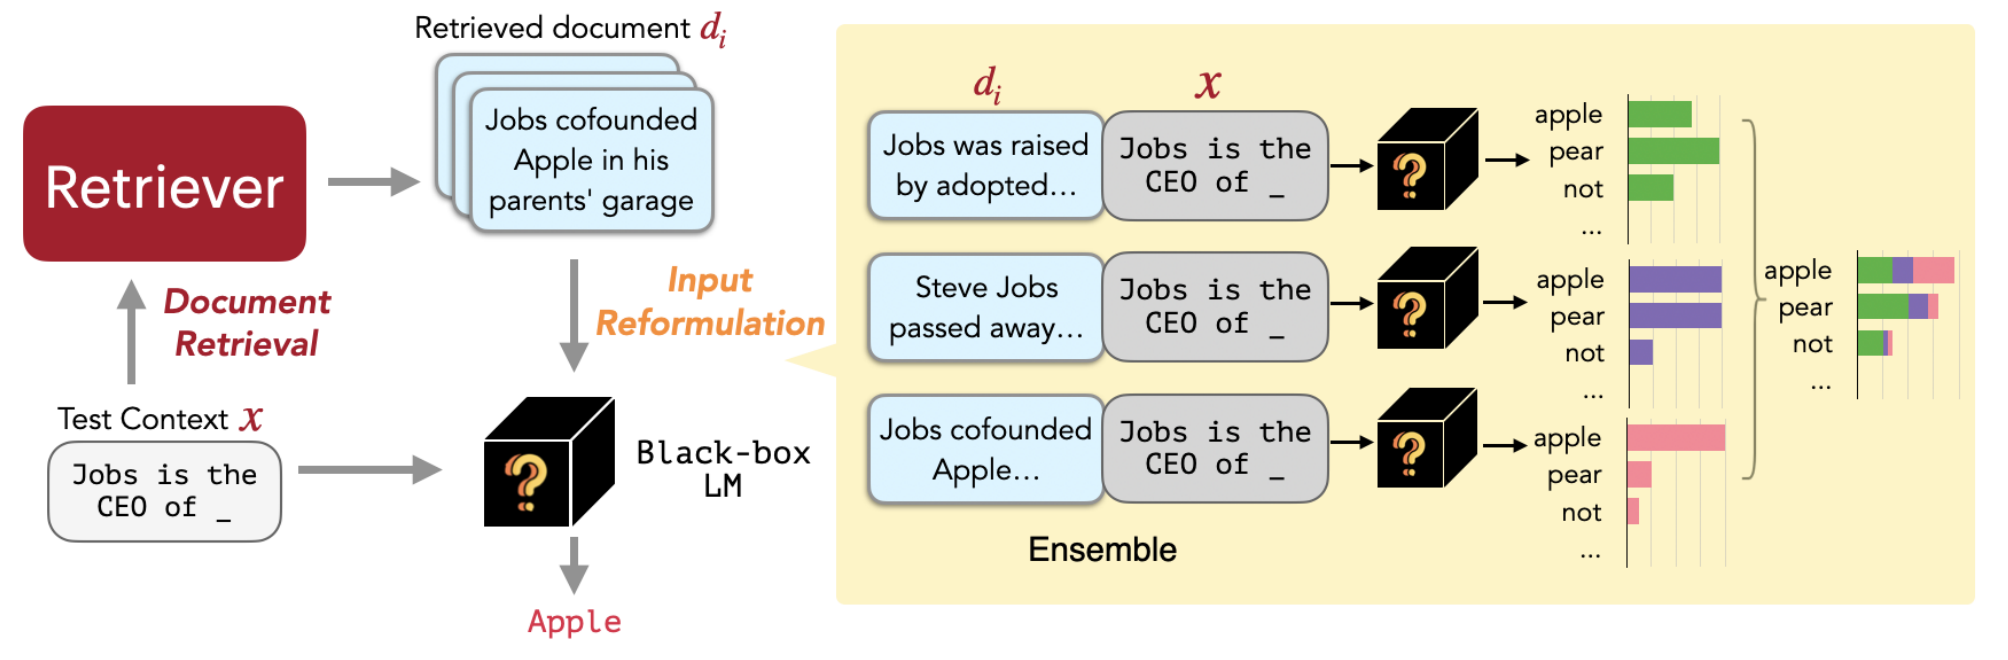 Retrieved document di
Jobs cofounded
Apple in his
parents' garage
Retriever
Document
Retrieval
Input
Reformulation
Test Context x
Jobs is the
CEO of _
?
Black-box
LM
Apple
di
x
Jobs was raised
by adopted...
Jobs is the
CEO of _
?
apple
pear
not
...
Steve Jobs
passed away...
Jobs is the
CEO of _
?
apple
pear
not
...
Jobs cofounded
Apple...
Jobs is the
CEO of _
?
apple
pear
not
...
apple
pear
not
...
Ensemble